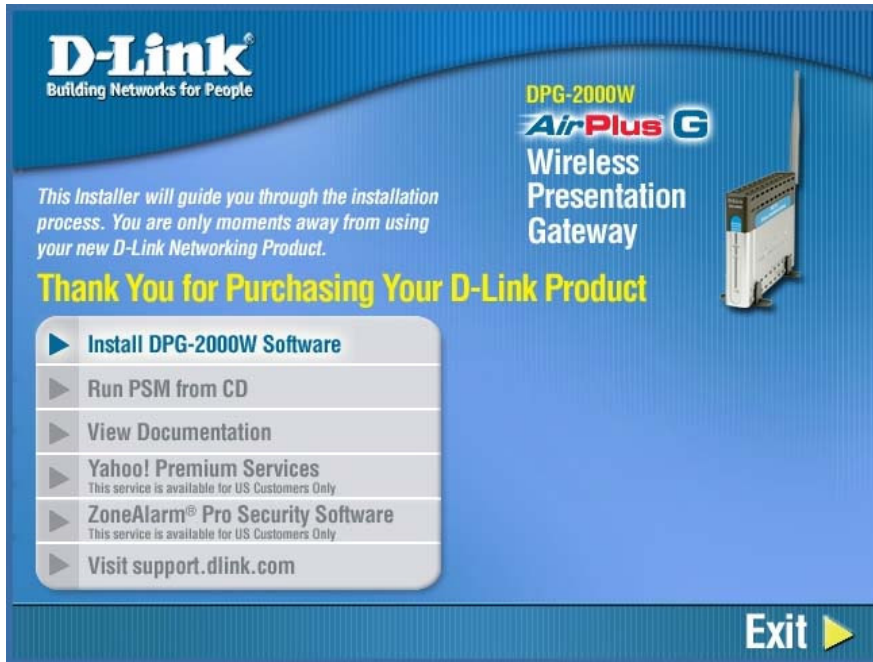 D-Link®
Building Networks for People
DPG-2000W
AirPlus G
Wireless
Presentation
Gateway
This Installer will guide you through the installation
process. You are only moments away from using
your new D-Link Networking Product.
Thank You for Purchasing Your D-Link Product
Install DPG-2000W Software
Run PSM from CD
View Documentation
Yahoo! Premium Services
This service is available for US Customers Only
ZoneAlarm® Pro Security Software
This service is available for US Customers Only
Visit support.dlink.com
Exit